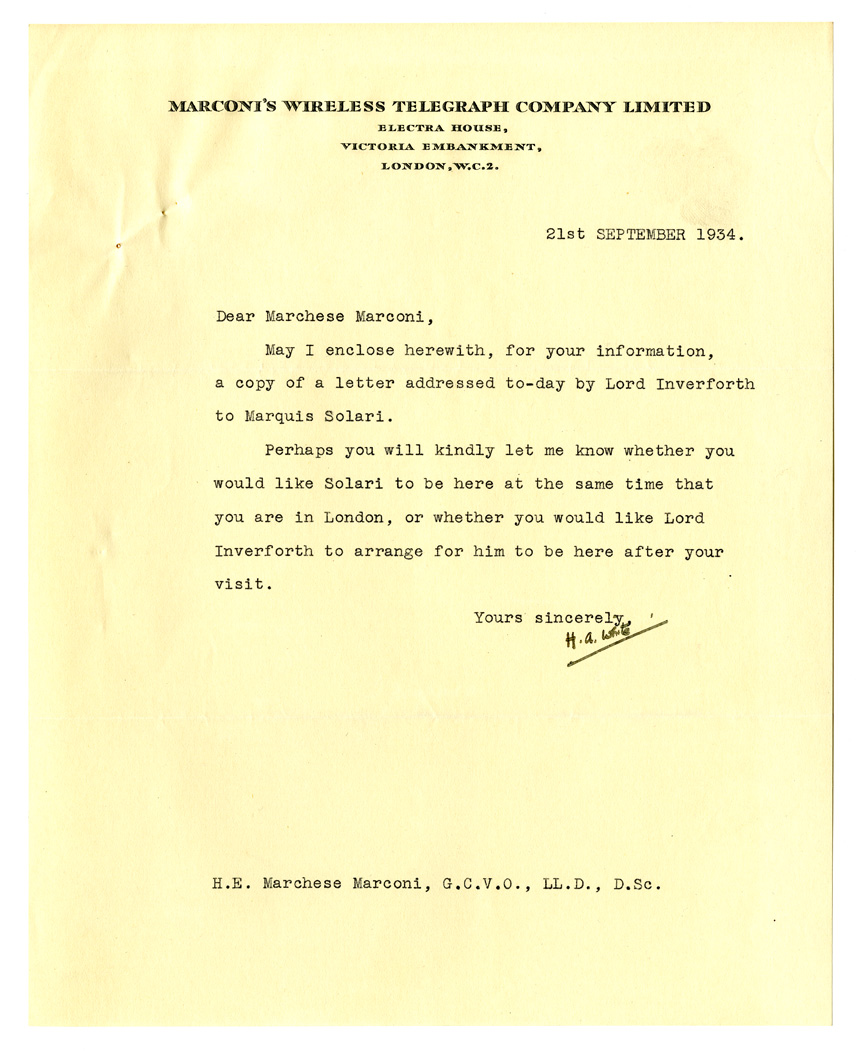 MARCONI'S WIRELESS TELEGRAPH COMPANY LIMITED
ELECTRA HOUSE,
VICTORIA EMBANKMENT,
LONDON, W.C.2.
21st SEPTEMBER 1934.
Dear Marchese Marconi,
May I enclose herewith, for your information,
a copy of a letter addressed to-day by Lord Inverforth
to Marquis Solari.
Perhaps you will kindly let me know whether you
would like Solari to be here at the same time that
you are in London, or whether you would like Lord
Inverforth to arrange for him to be here after your
visit.
Yours sincerely,
H.A. White
H.E. Marchese Marconi, G.C.V.O., LL.D., D.Sc.